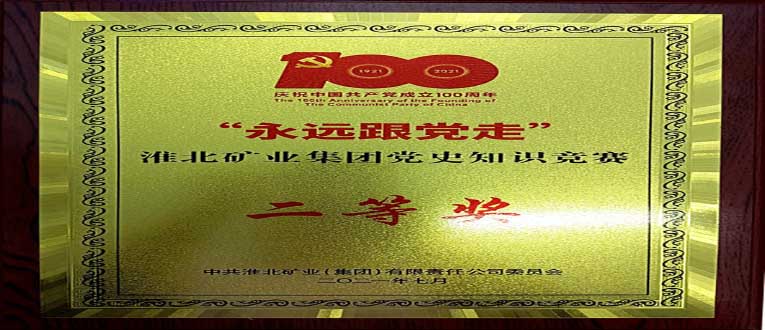 100
1921 2021
庆祝中国共产党成立100周年
The 100th Anniversary of the Founding of
The Communist Party of China
“永远跟党走”
淮北矿业集团党史知识竞赛
二等奖
中共淮北矿业(集团)有限责任公司委员会
二〇二一年七月